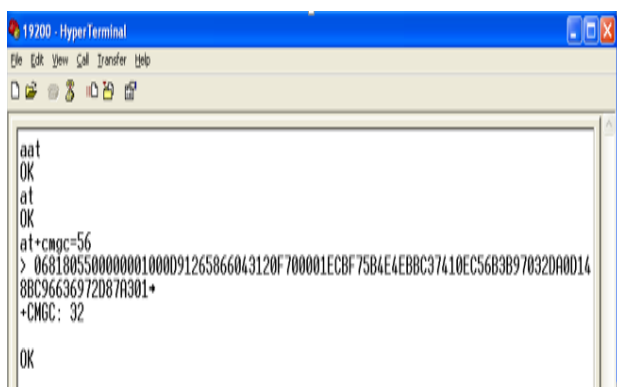 19200 - HyperTerminal
File Edit View Call Transfer Help
aat
OK
at
OK
at+cmgc=56
> 0681805500000001000D91265866043120F700001ECBF75B4E4EBBC37410EC56B3B97032DA0D14
8BC96636972D87A301→
+CMGC: 32
OK